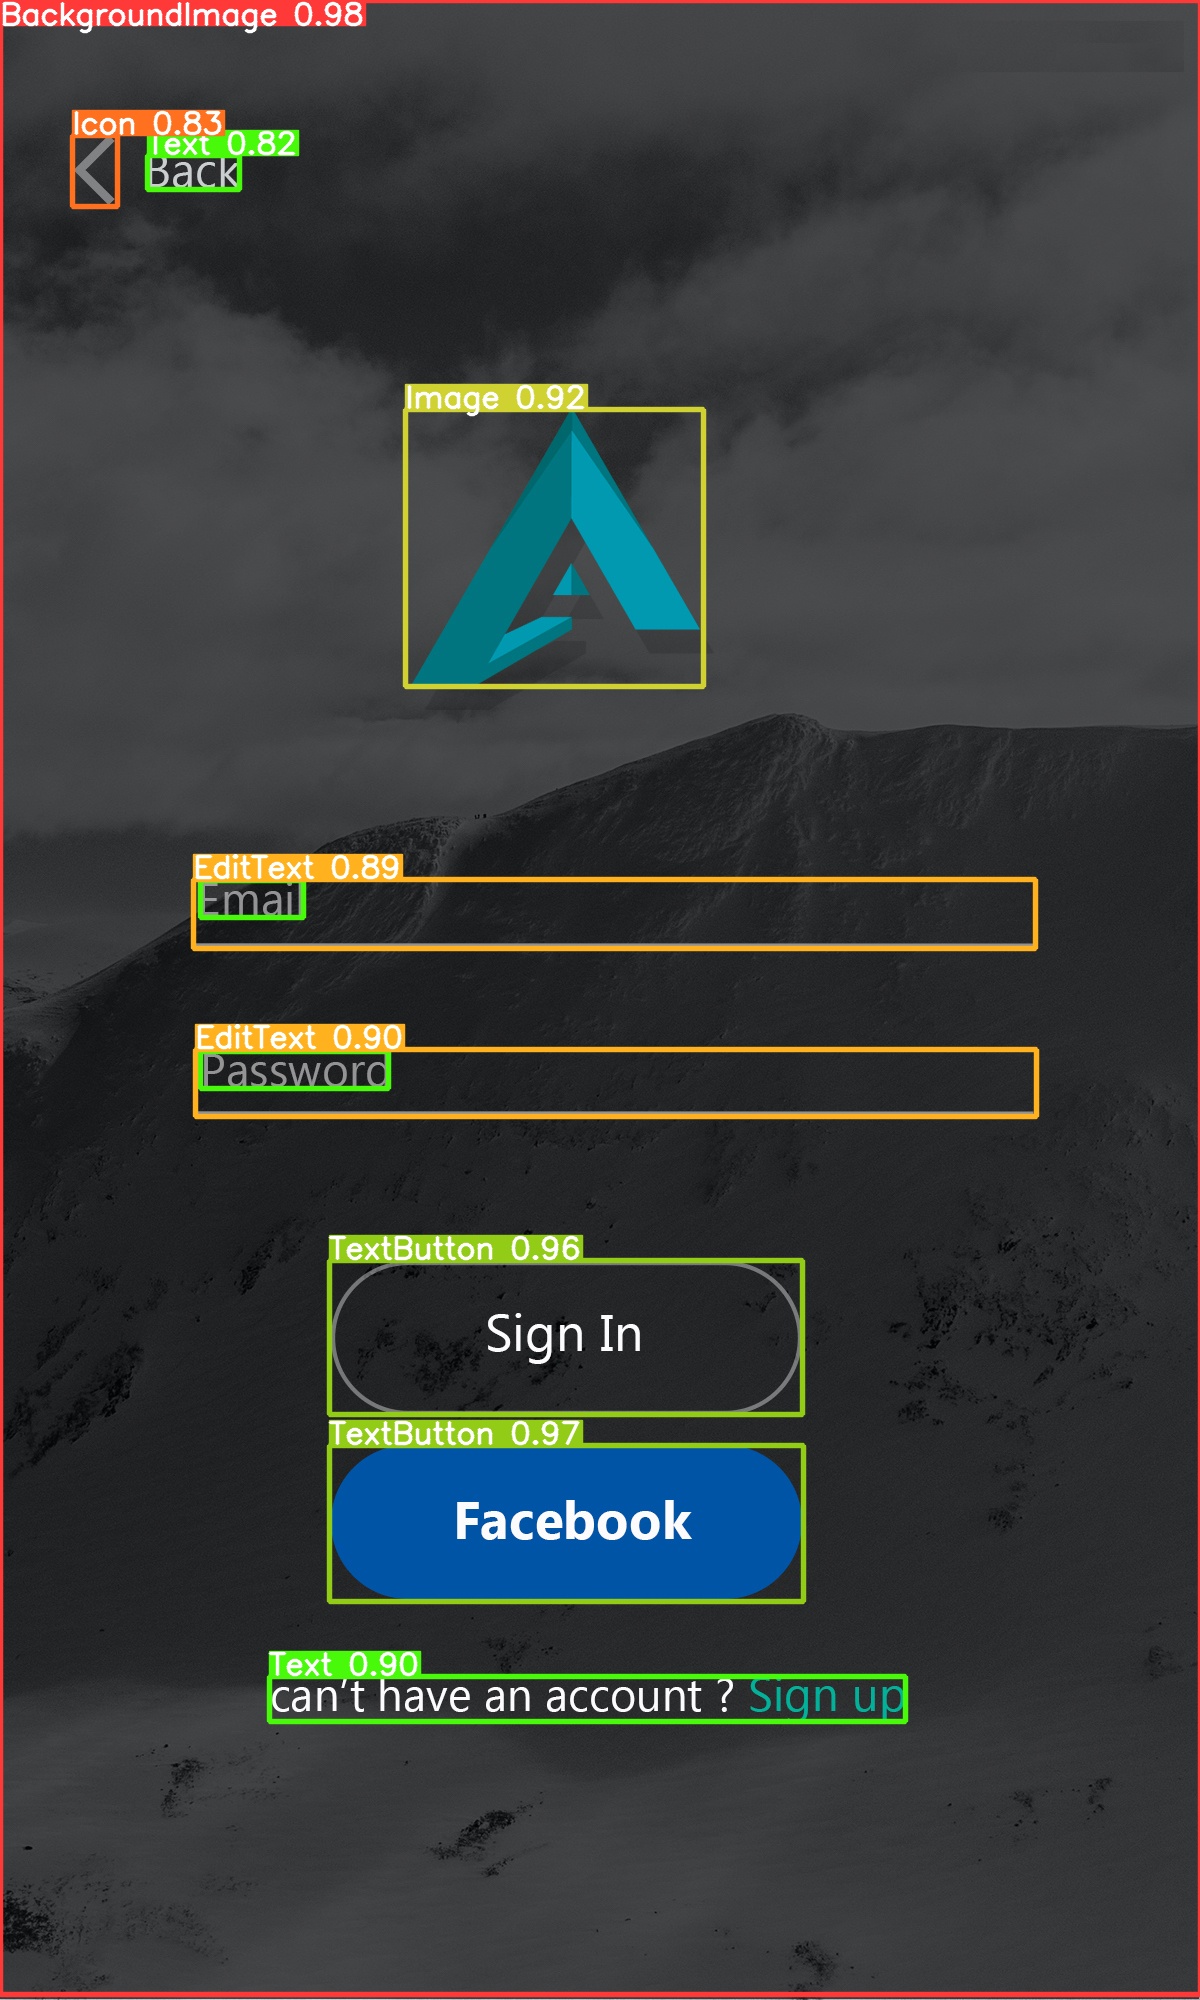 BackgroundImage 0.98
Icon 0.83
Text 0.82
Back
Image 0.92
EditText 0.89
Email
EditText 0.90
Password
TextButton 0.96
Sign In
TextButton 0.97
Facebook
Text 0.90
can't have an account ? Sign up